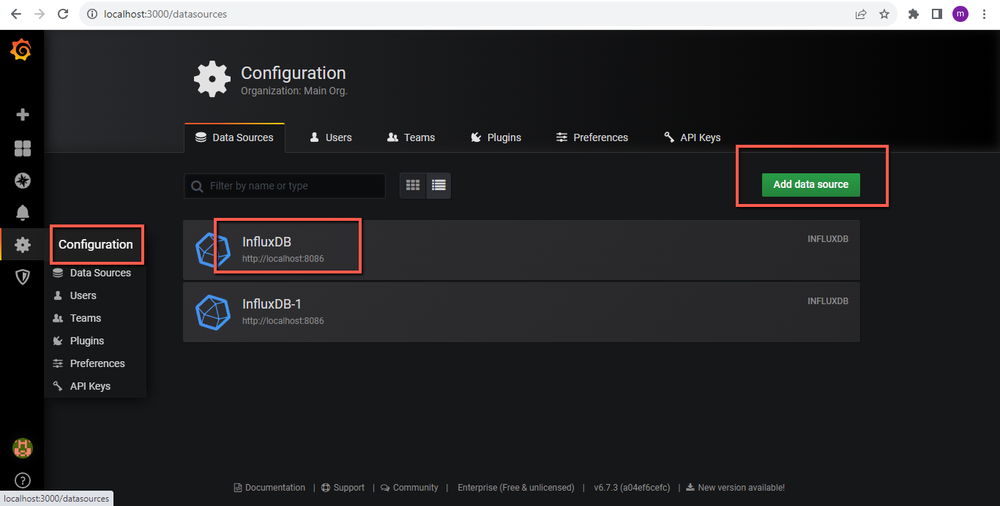 localhost:3000/datasources
m
Configuration
Organization: Main Org.
Data Sources Users Teams Plugins Preferences API Keys
Filter by name or type
Add data source
InfluxDB
http://localhost:8086
INFLUXDB
InfluxDB-1
http://localhost:8086
INFLUXDB
Configuration
Data Sources
Users
Teams
Plugins
Preferences
API Keys
Documentation | Support | Community | Enterprise (Free & unlicensed) | v6.7.3 (a04ef6cefc) | New version available!
localhost:3000/datasources